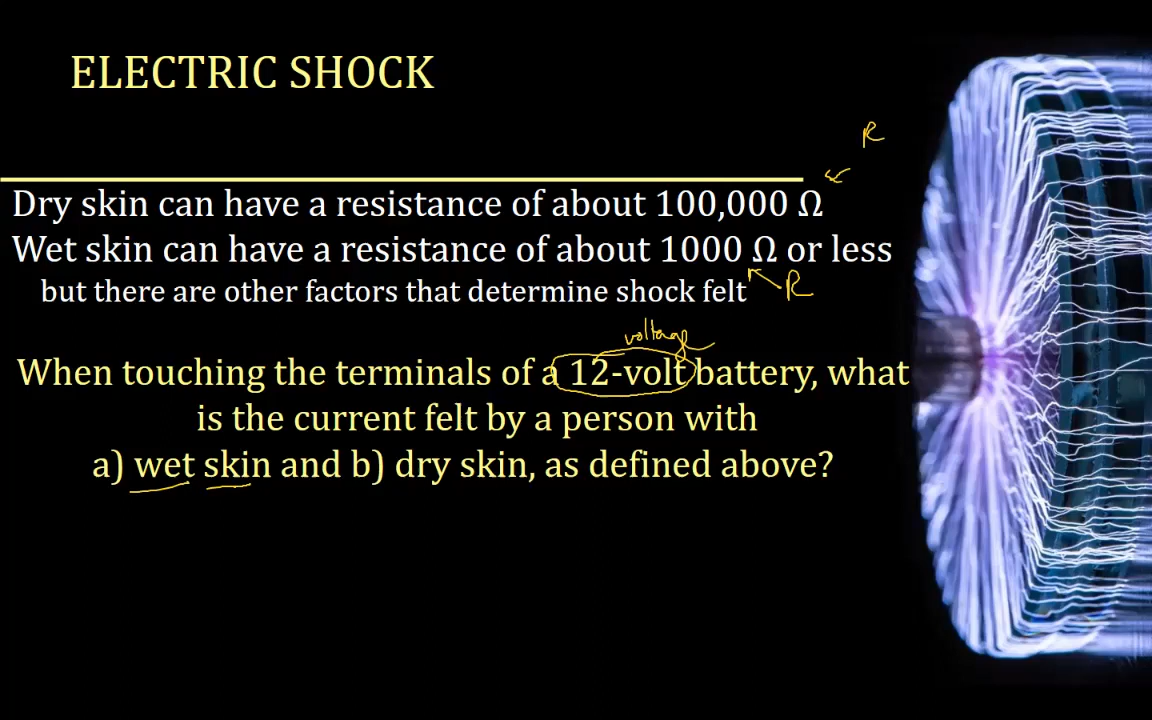 ELECTRIC SHOCK
R
Dry skin can have a resistance of about 100,000 Ω
Wet skin can have a resistance of about 1000 Ω or less
but there are other factors that determine shock felt
R
voltage
When touching the terminals of a 12-volt battery, what
is the current felt by a person with
a) wet skin and b) dry skin, as defined above?